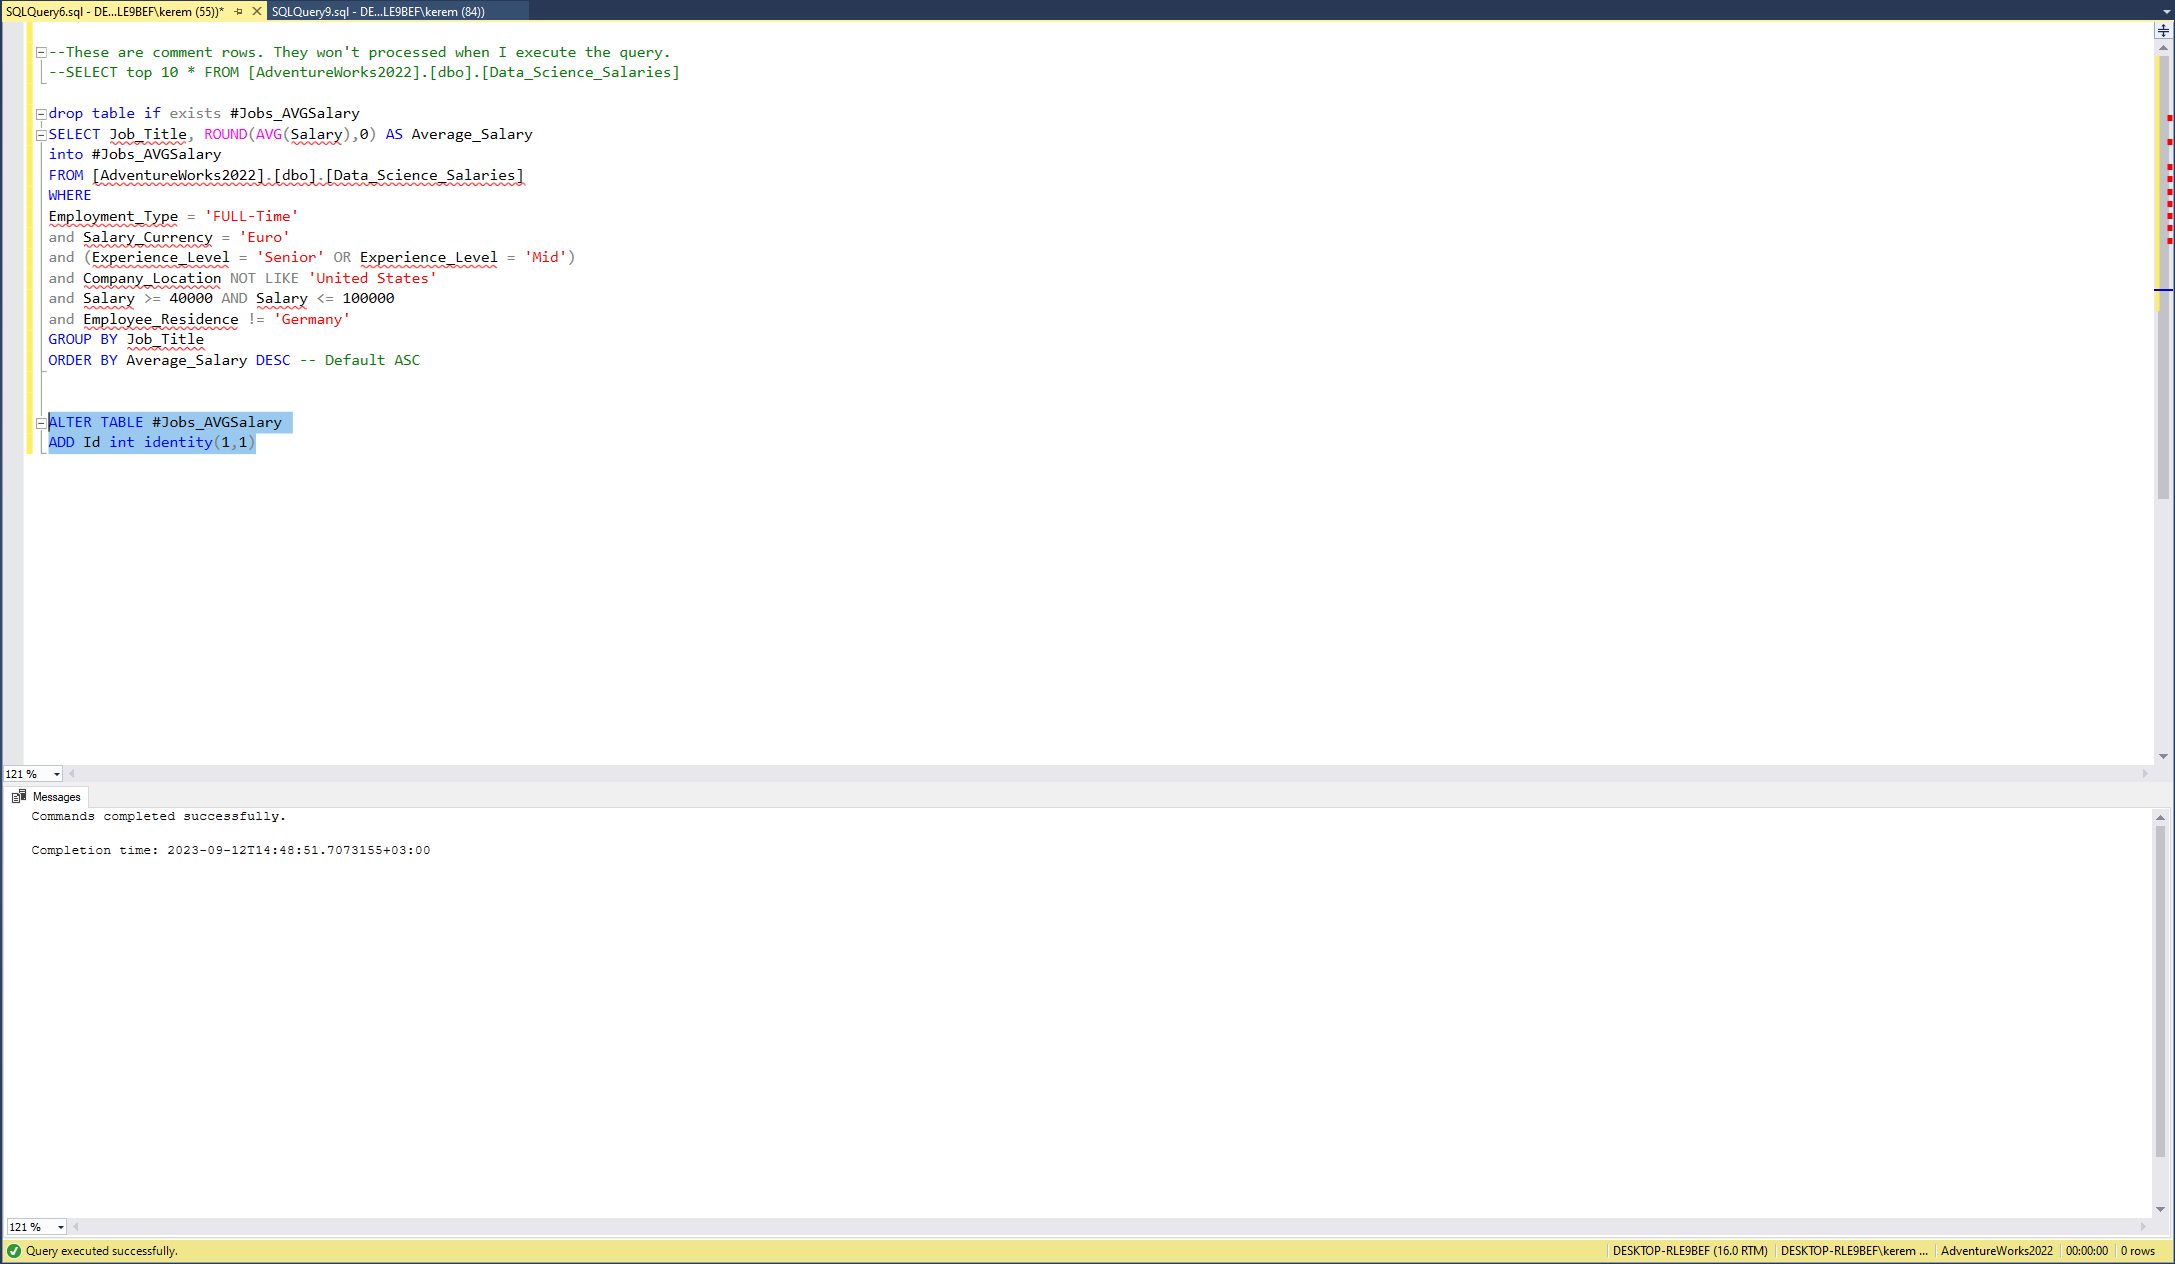 SQLQuery6.sql - DE...LE9BEF\kerem (55))* SQLQuery9.sql - DE...LE9BEF\kerem (84))
--These are comment rows. They won't processed when I execute the query.
--SELECT top 10 * FROM [AdventureWorks2022].[dbo].[Data_Science_Salaries]
drop table if exists #Jobs_AVGSalary
SELECT Job_Title, ROUND(AVG(Salary),0) AS Average_Salary
into #Jobs_AVGSalary
FROM [AdventureWorks2022].[dbo].[Data_Science_Salaries]
WHERE
Employment_Type = 'FULL-Time'
and Salary_Currency = 'Euro'
and (Experience_Level = 'Senior' OR Experience_Level = 'Mid')
and Company_Location NOT LIKE 'United States'
and Salary >= 40000 AND Salary <= 100000
and Employee_Residence != 'Germany'
GROUP BY Job_Title
ORDER BY Average_Salary DESC -- Default ASC
ALTER TABLE #Jobs_AVGSalary
ADD Id int identity(1,1)
121 %
Messages
Commands completed successfully.
Completion time: 2023-09-12T14:48:51.7073155+03:00
121 %
Query executed successfully. DESKTOP-RLE9BEF (16.0 RTM) DESKTOP-RLE9BEF\kerem ... AdventureWorks2022 00:00:00 0 rows